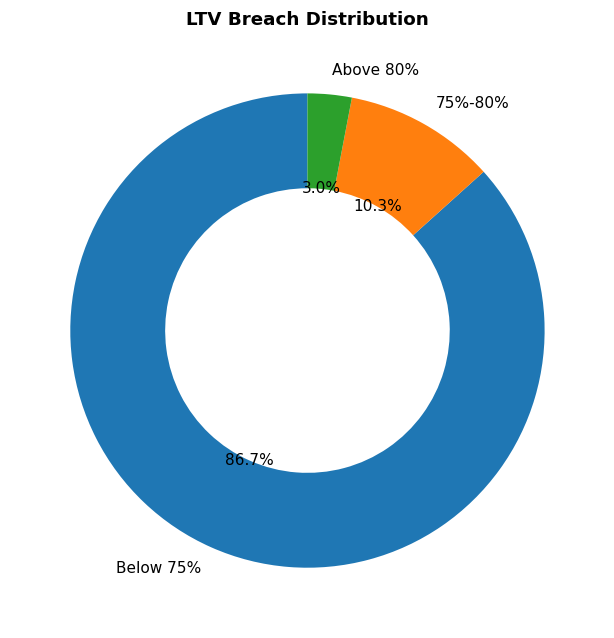 LTV Breach Distribution
Above 80%
75%-80%
3.0%
10.3%
86.7%
Below 75%